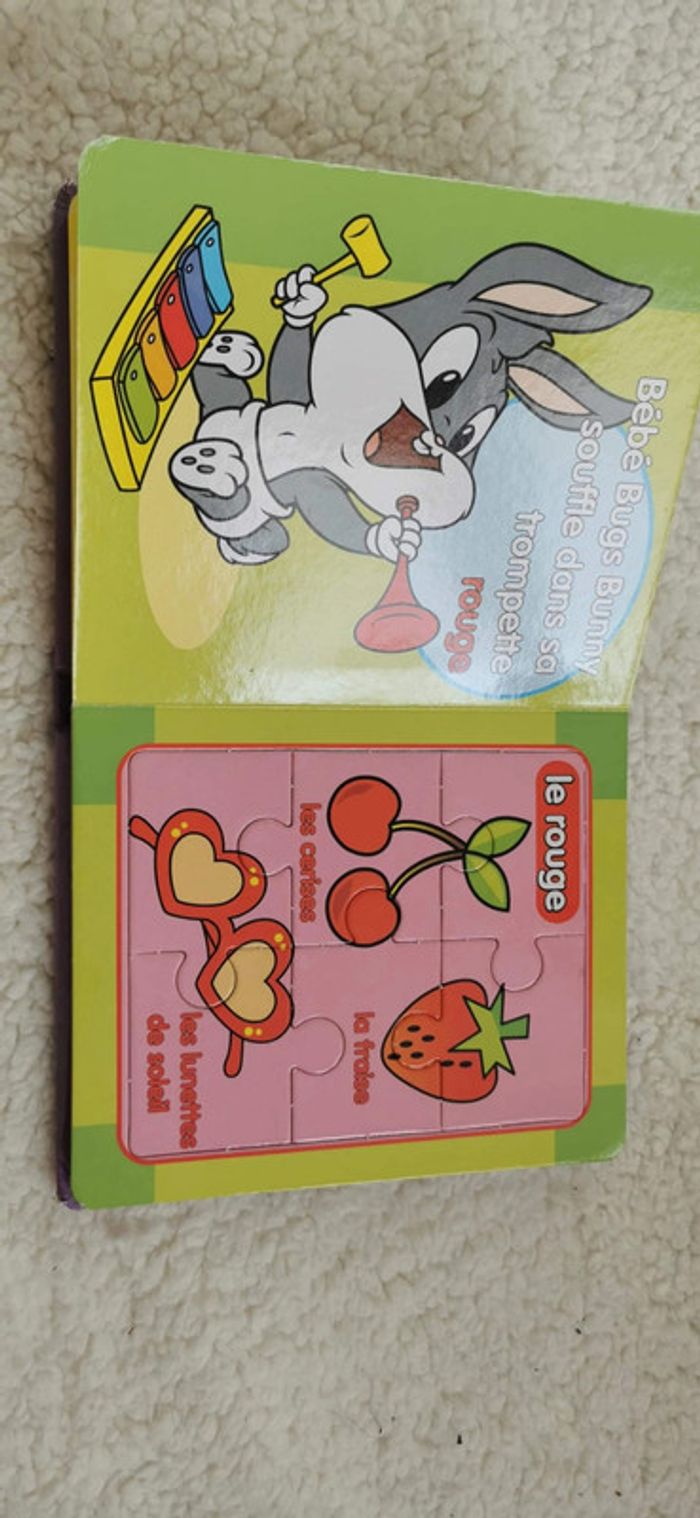 Bébé Bugs Bunny
souffle dans sa
trompette
rouge
le rouge
les cerises
la fraise
les lunettes
de soleil